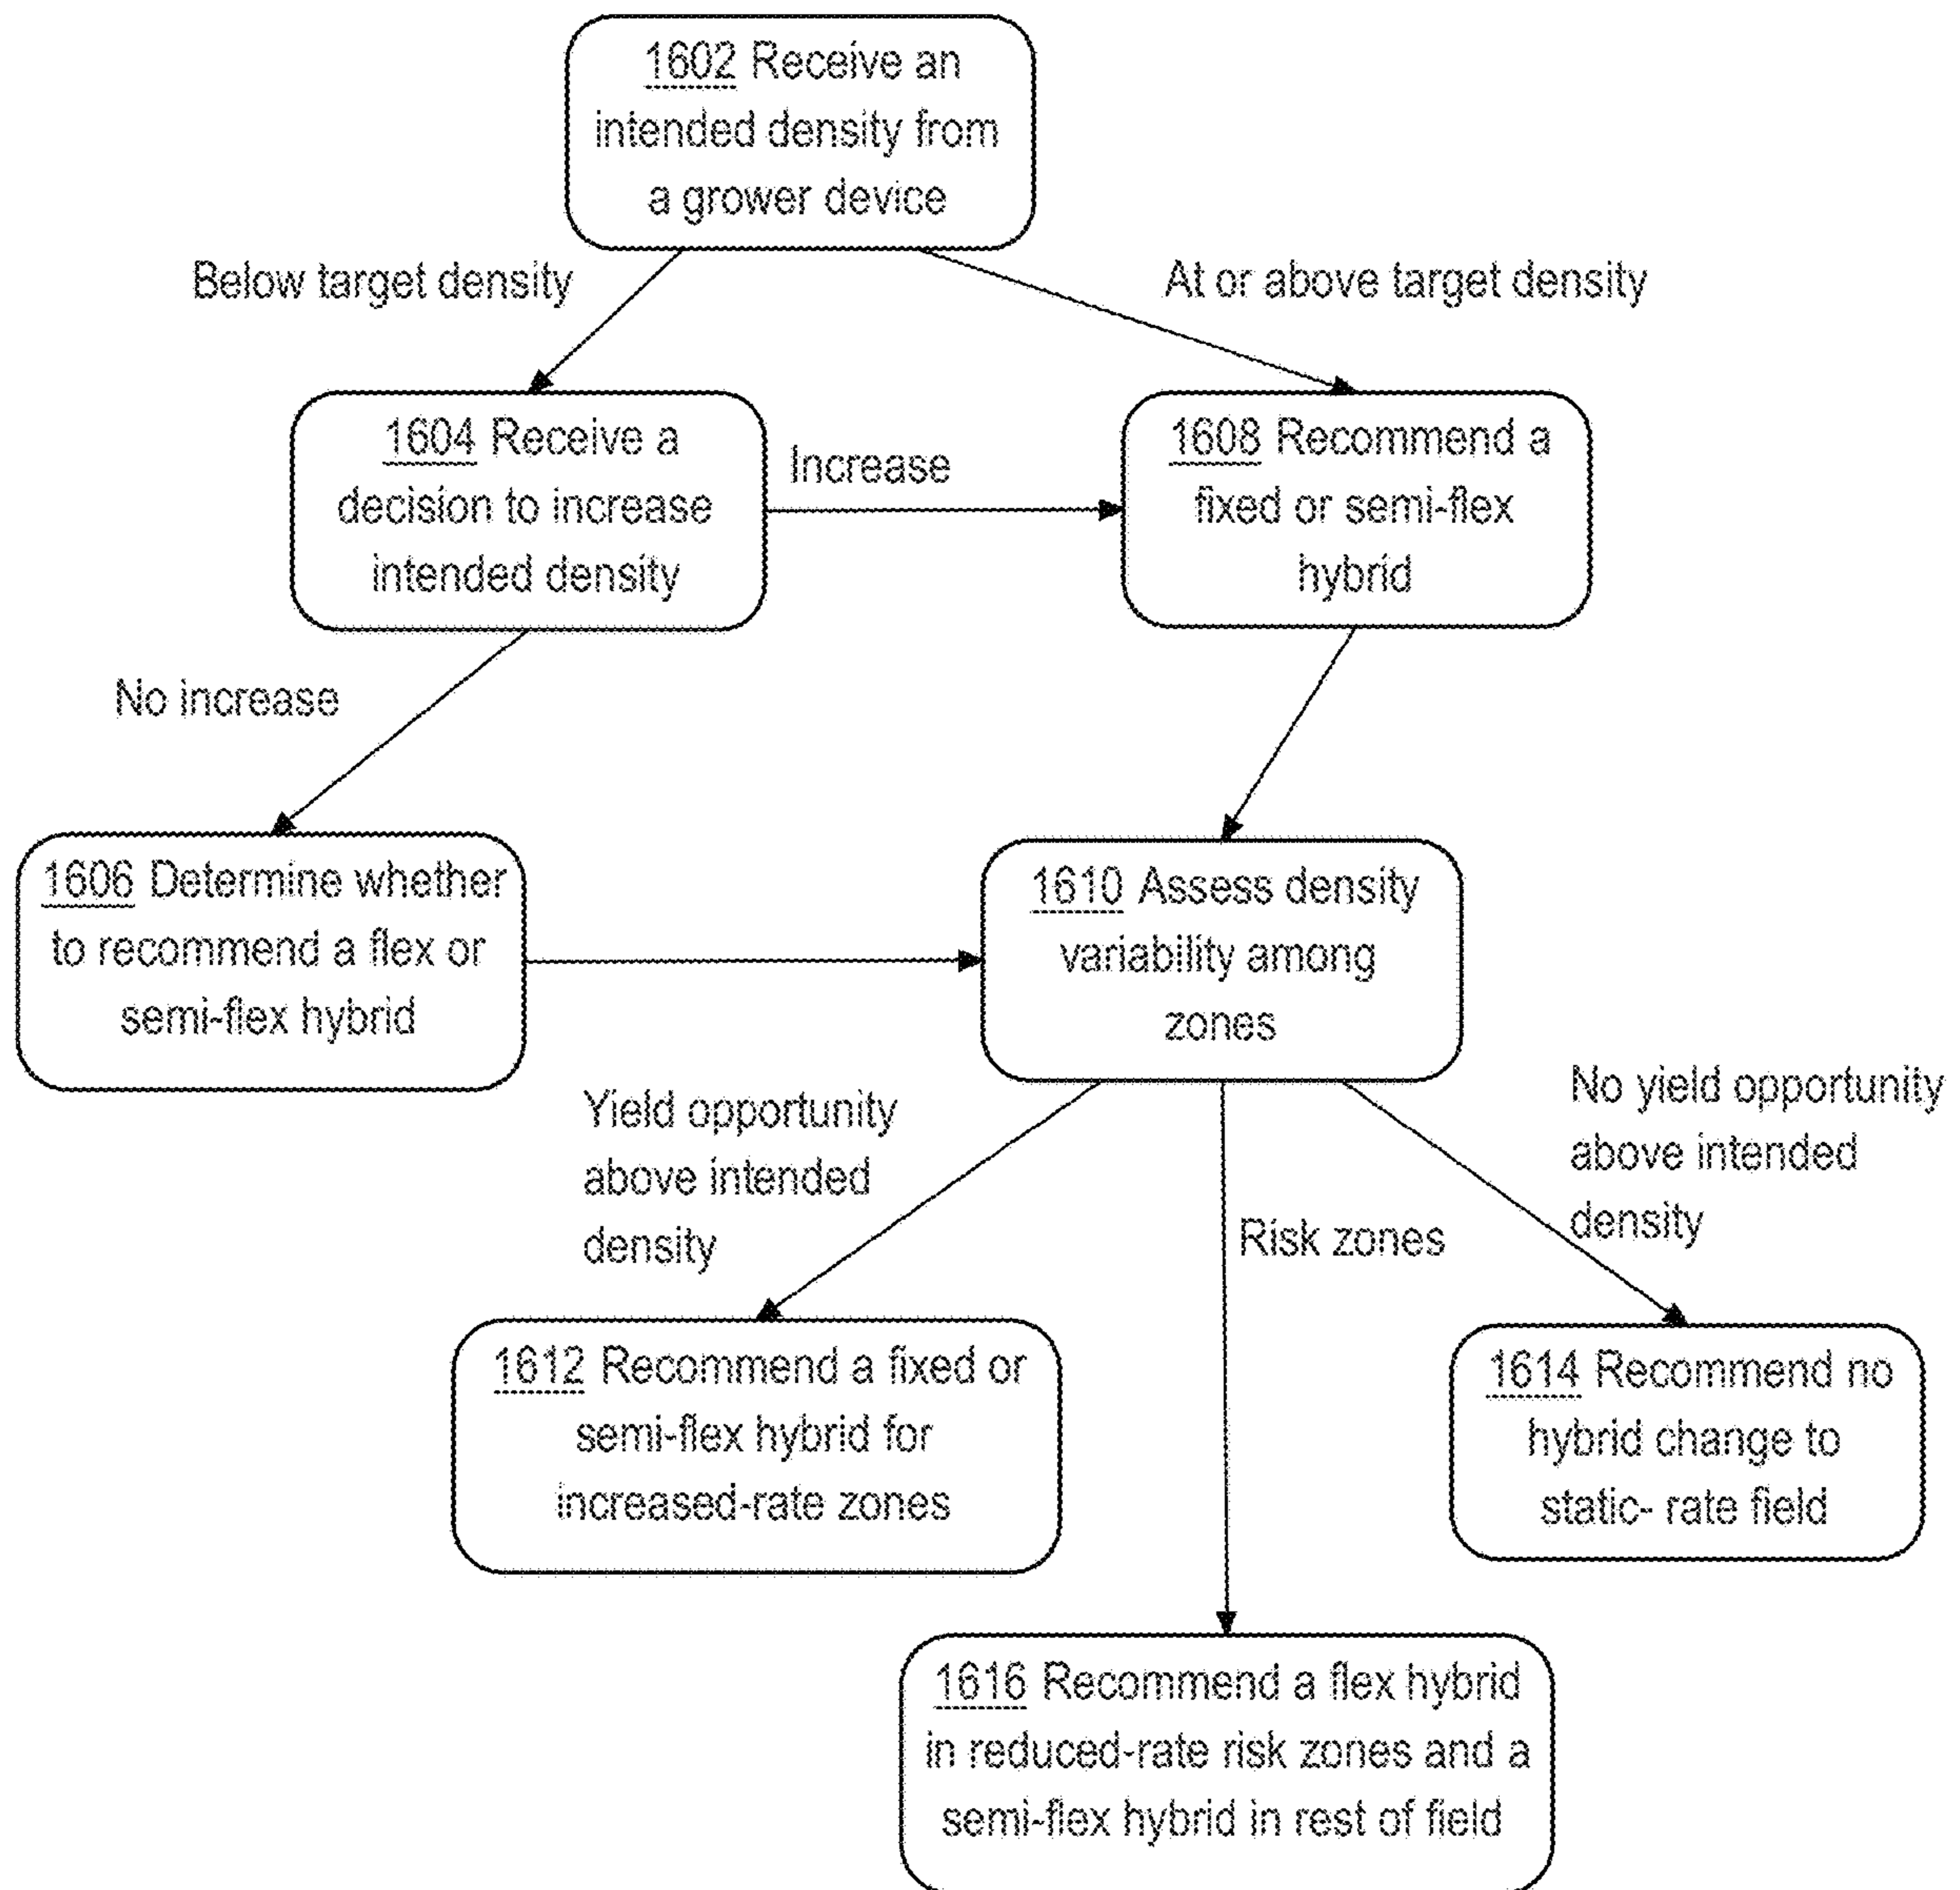 1602 Receive an
intended density from
a grower device
Below target density
At or above target density
1604 Receive a
decision to increase
intended density
Increase
1608 Recommend a
fixed or semi-flex
hybrid
No increase
1606 Determine whether
to recommend a flex or
semi-flex hybrid
1610 Assess density
variability among
zones
Yield opportunity
above intended
density
Risk zones
No yield opportunity
above intended
density
1612 Recommend a fixed or
semi-flex hybrid for
increased-rate zones
1614 Recommend no
hybrid change to
static- rate field
1616 Recommend a flex hybrid
in reduced-rate risk zones and a
semi-flex hybrid in rest of field